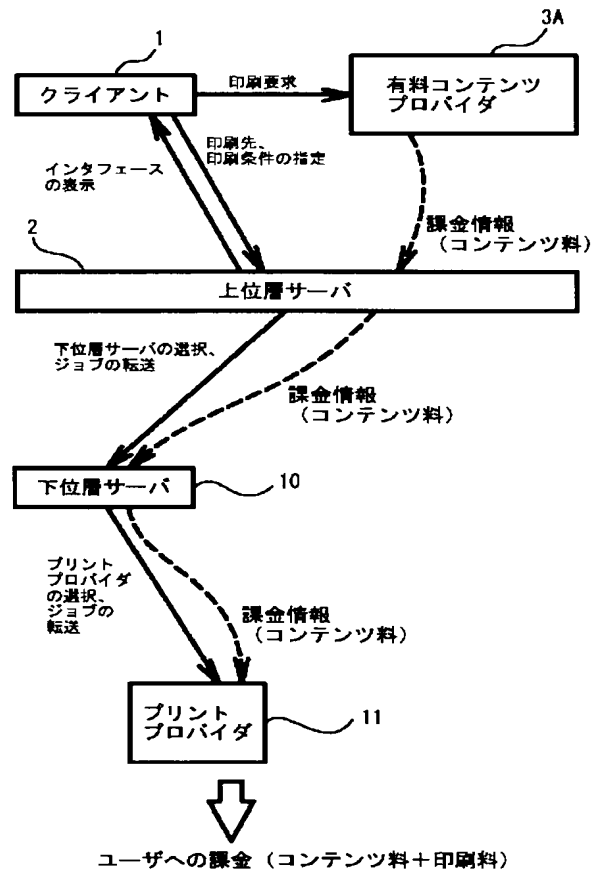 1
3A
クライアント
印刷要求
有料コンテンツ
プロバイダ
インタフェース
の表示
印刷先、
印刷条件の指定
課金情報
(コンテンツ料)
2
上位層サーバ
下位層サーバの選択、
ジョブの転送
課金情報
(コンテンツ料)
下位層サーバ
10
プリント
プロバイダ
の選択、
ジョブの
転送
課金情報
(コンテンツ料)
プリント
プロバイダ
11
ユーザへの課金(コンテンツ料+印刷料)